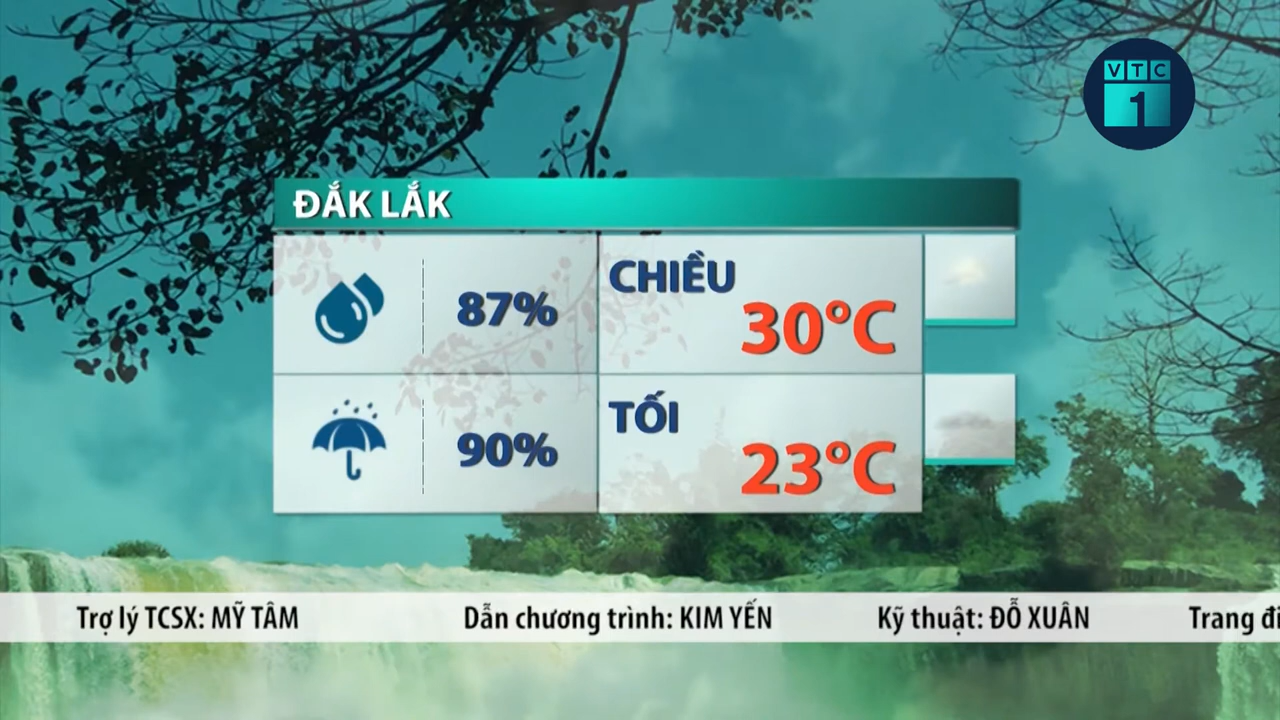 VTC
1
ĐẮK LẮK
87%
CHIỀU
30°C
90%
TỐI
23°C
Trợ lý TCSX: MỸ TÂM Dẫn chương trình: KIM YẾN Kỹ thuật: ĐỖ XUÂN Trang